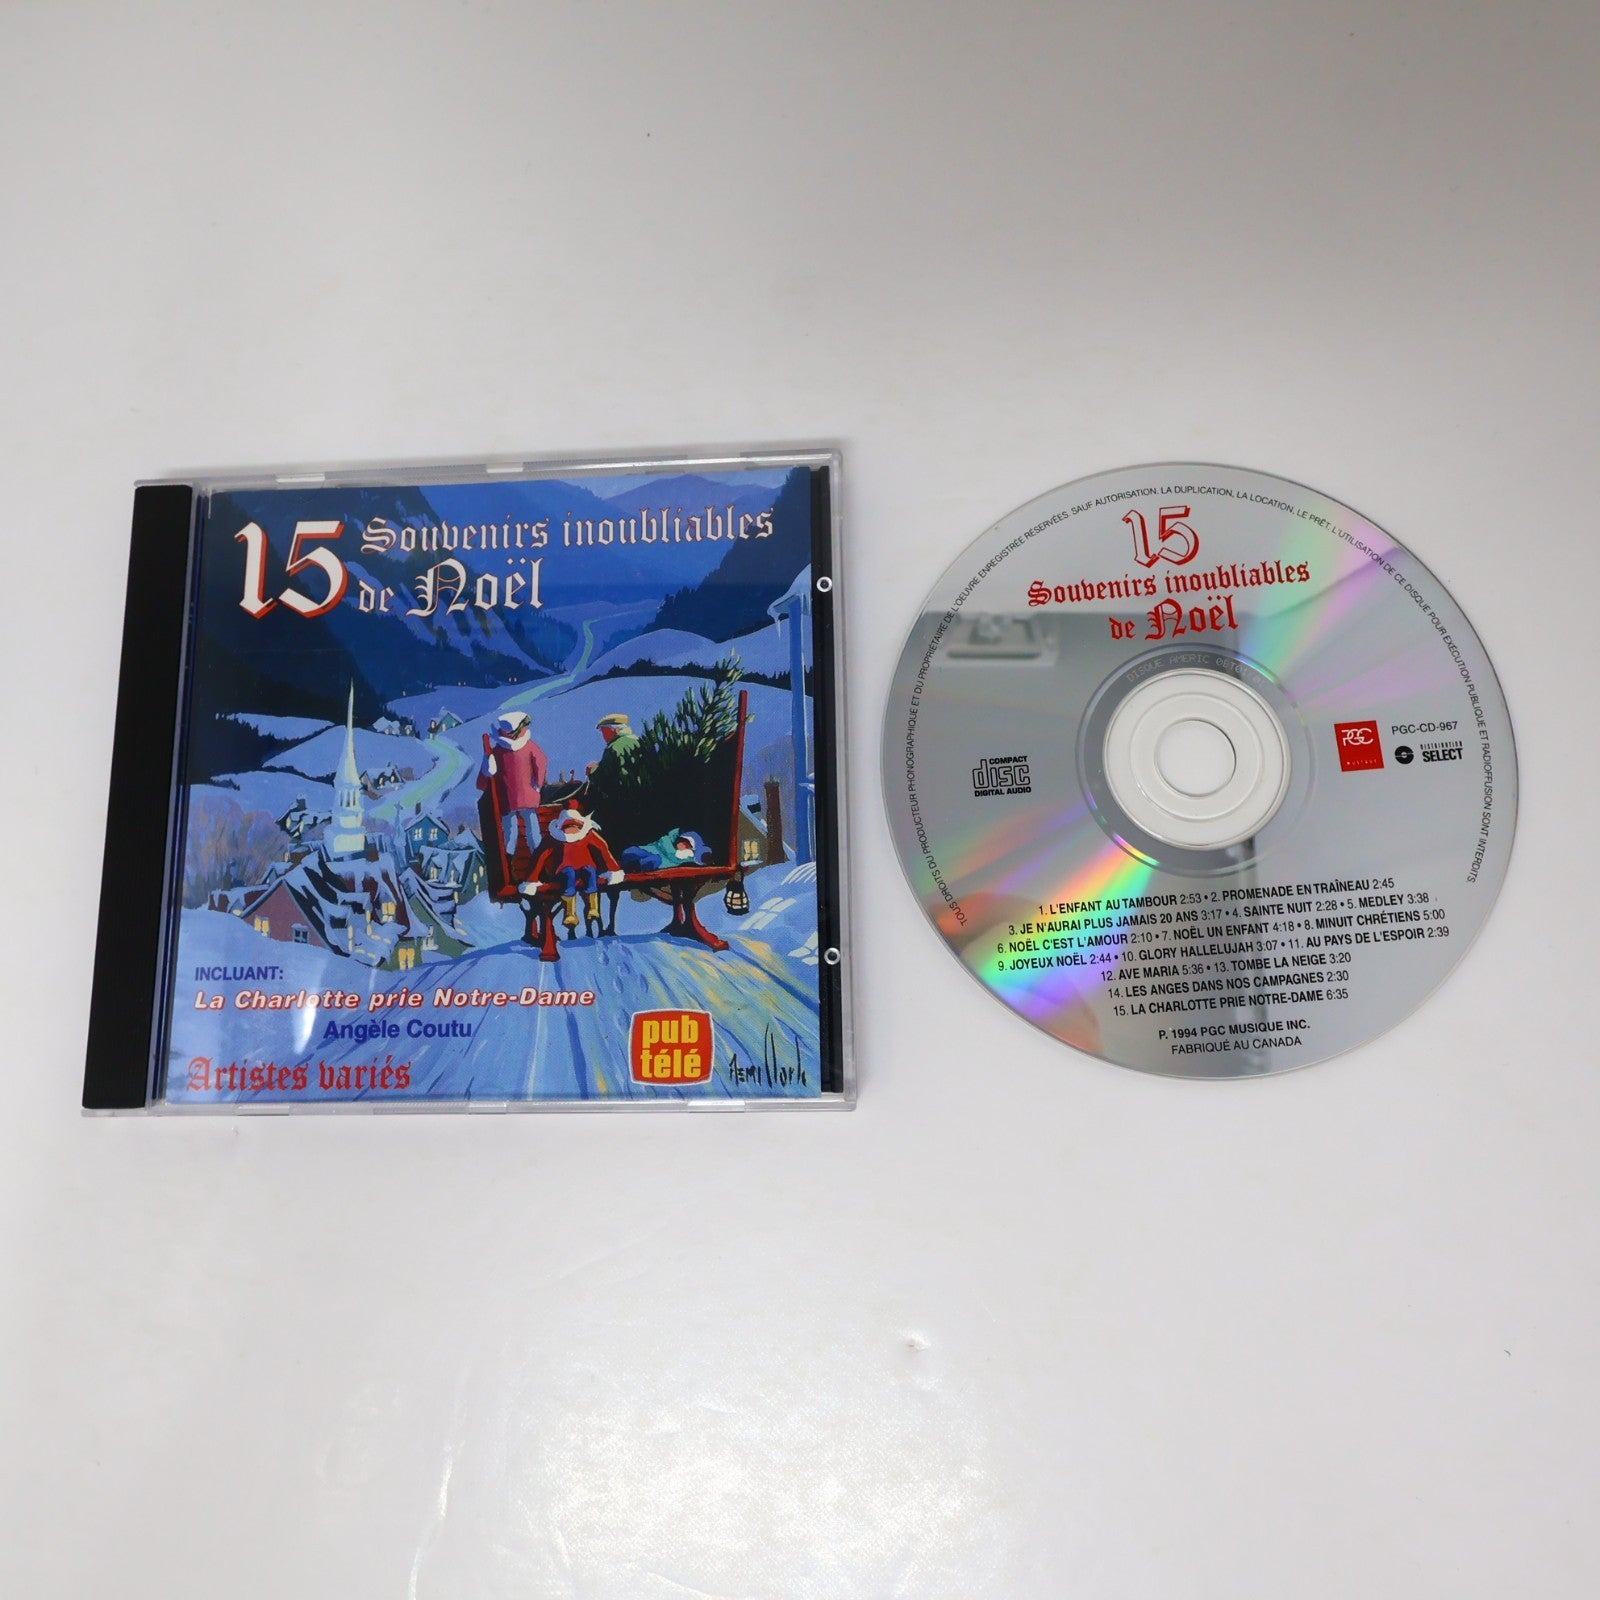 15 Souvenirs inoubliables
de Noël
INCLUANT:
La Charlotte prie Notre-Dame
Angèle Coutu
Artistes variés
pub
télé
TOUS DROITS DU PRODUCTEUR PHONOGRAPHIQUE ET DU PROPRIÉTAIRE DE L'OEUVRE ENREGISTRÉE RÉSERVÉES. SAUF AUTORISATION. LA DUPLICATION, LA LOCATION, LE PRÊT, L'UTILISATION DE CE DISQUE POUR EXÉCUTION PUBLIQUE ET RADIOFFUSION SONT INTERDITS.
15
Souvenirs inoubliables
de Noël
DISQUE AMERIC
COMPACT
disc
DIGITAL AUDIO
PGC
MUSIQUE
PGC-CD-967
DISTRIBUTION
SELECT
1. L'ENFANT AU TAMBOUR 2:53 • 2. PROMENADE EN TRAÎNEAU 2:45
3. JE N'AURAI PLUS JAMAIS 20 ANS 3:17 • 4. SAINTE NUIT 2:28 • 5. MEDLEY 3:38
6. NOËL C'EST L'AMOUR 2:10 • 7. NOËL UN ENFANT 4:18 • 8. MINUIT CHRÉTIENS 5:00
9. JOYEUX NOËL 2:44 • 10. GLORY HALLELUJAH 3:07 • 11. AU PAYS DE L'ESPOIR 2:39
12. AVE MARIA 5:36 • 13. TOMBE LA NEIGE 3:20
14. LES ANGES DANS NOS CAMPAGNES 2:30
15. LA CHARLOTTE PRIE NOTRE-DAME 6:35
P. 1994 PGC MUSIQUE INC.
FABRIQUÉ AU CANADA